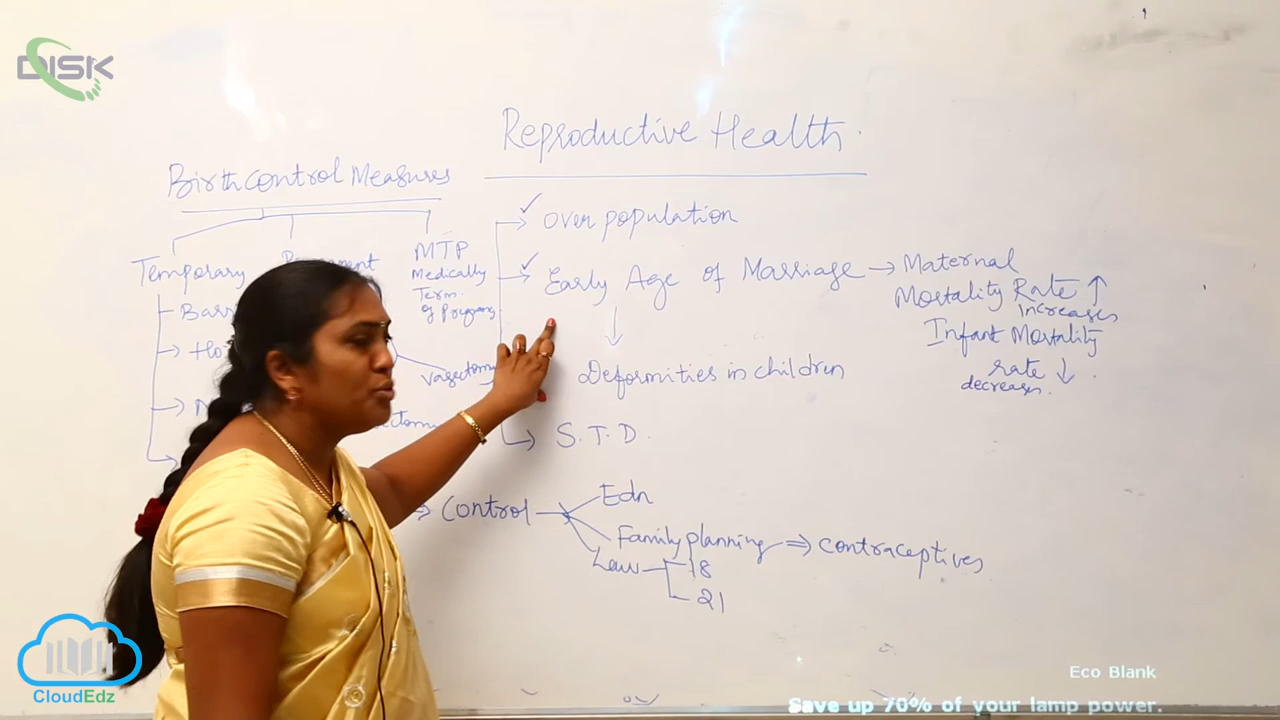 DISK
Reproductive Health.
Birth control Measures
Temporary
MTP
Medically
Term.
of Pregnancy
Vasectomy
over population
Early Age of Marriage → Maternal
Mortality Rate ↑
increases
Infant Mortality
rate ↓
decreases.
Deformities in children
S.T.D.
Control
Edn
Family planning ⇒ contraceptives
Law
18
21
CloudEdz
Eco Blank
Save up 70% of your lamp power.